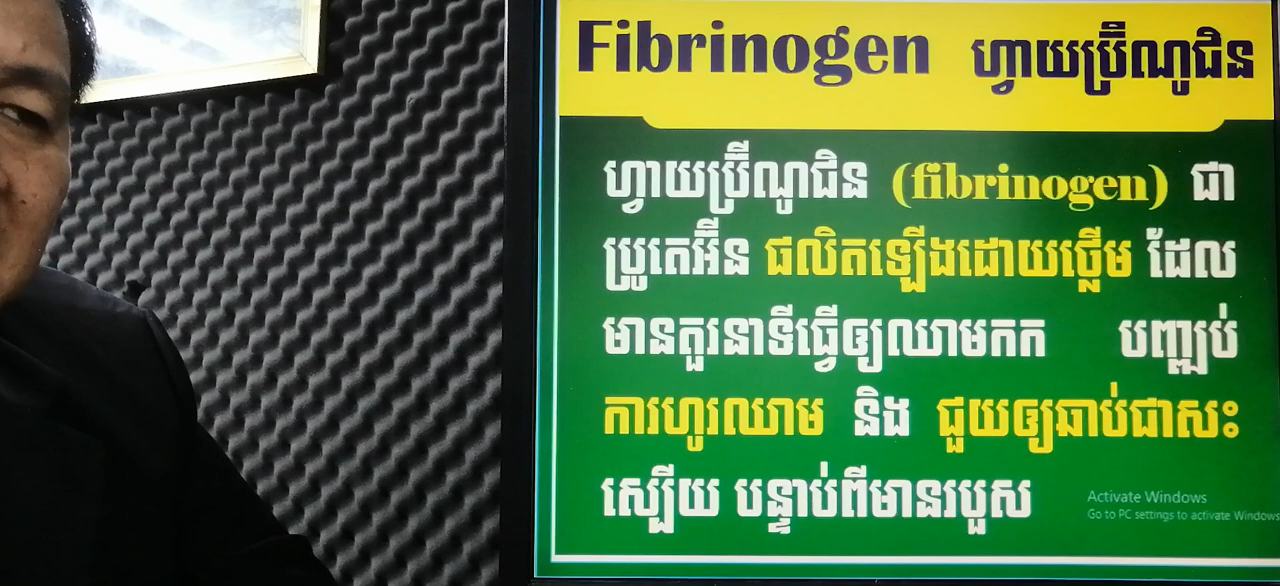 Fibrinogen ហ្វាយប្រ៊ីណូជិន
ហ្វាយប្រ៊ីណូជិន (fibrinogen) ជា
ប្រូតេអ៊ីន ផលិតឡើងដោយថ្លើម ដែល
មានតួរនាទីធ្វើឲ្យឈាមកក បញ្ឈប់
ការហូរឈាម និង ជួយឲ្យឆាប់ជាសះ
ស្បើយ បន្ទាប់ពីមានរបួស
Activate Windows
Go to PC settings to activate Windows